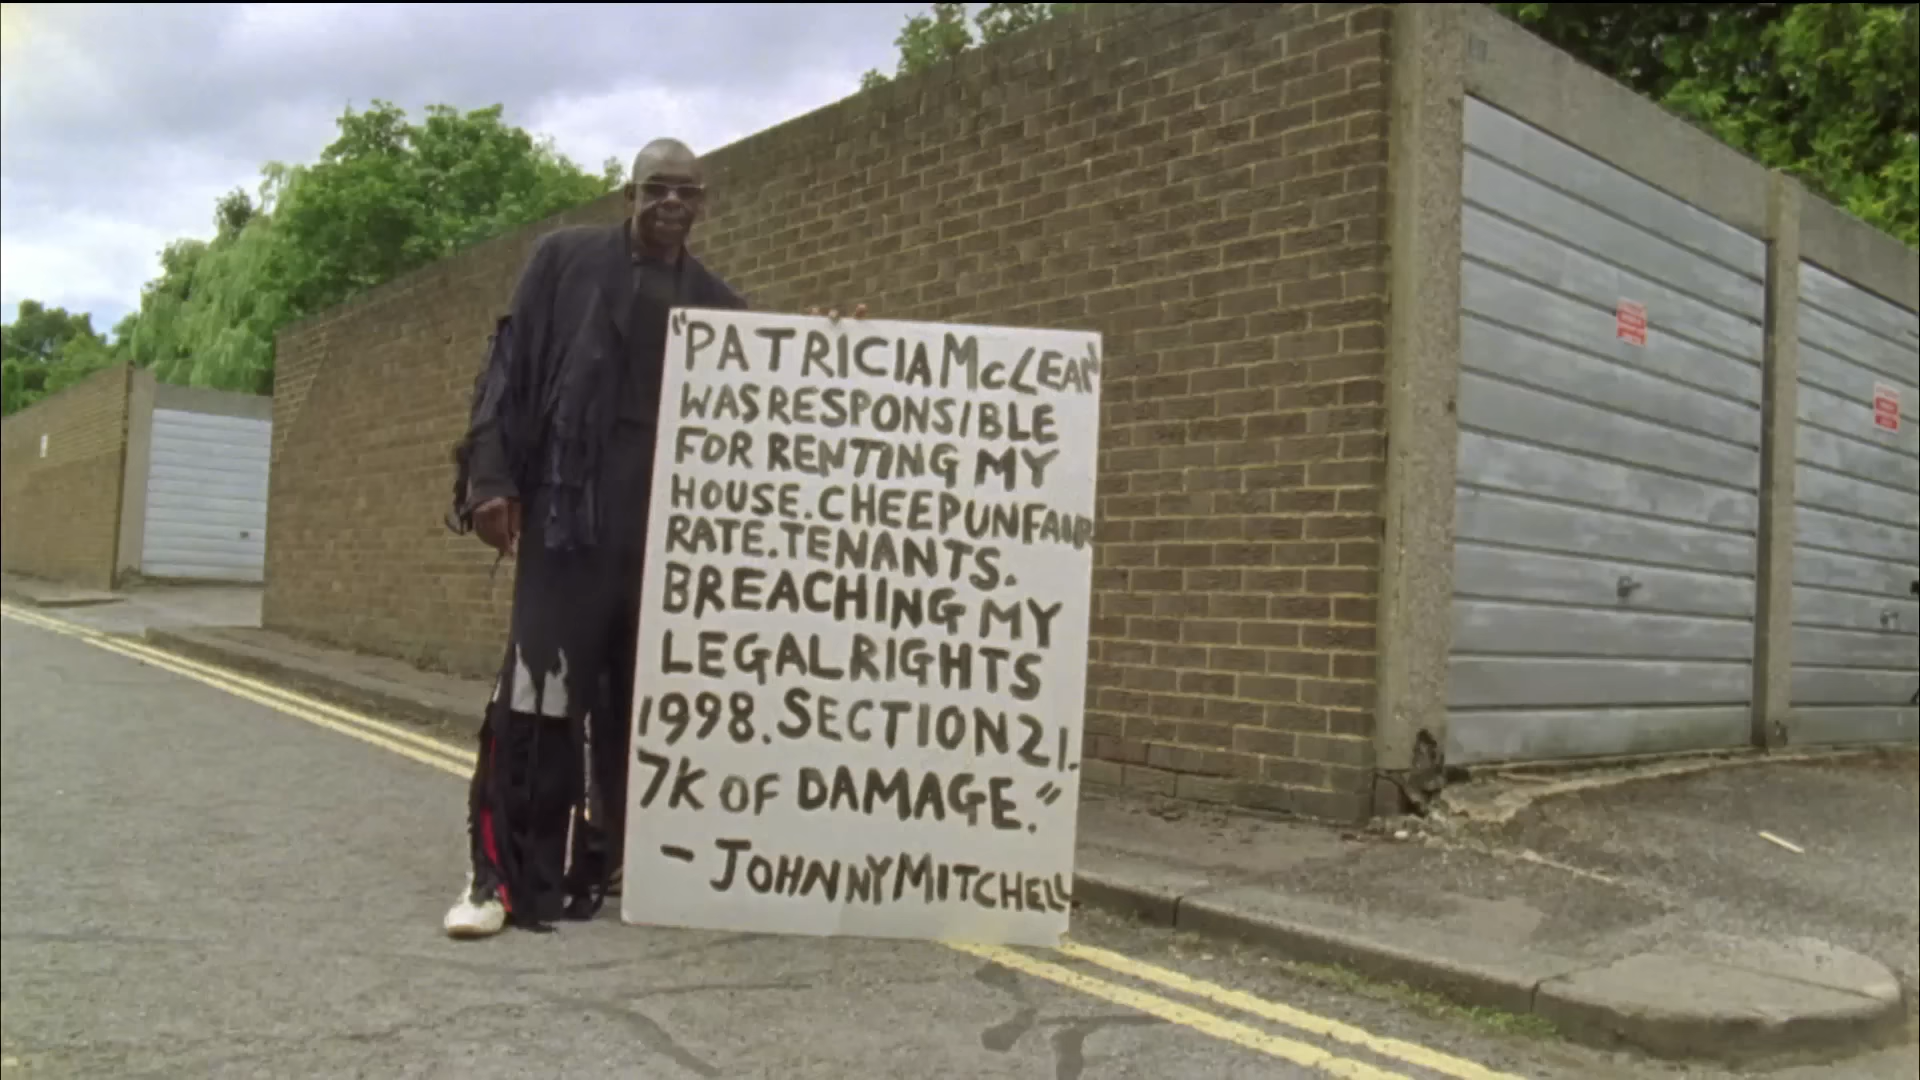 "PATRICIA McLEAN
WAS RESPONSIBLE
FOR RENTING MY
HOUSE. CHEEP UNFAIR
RATE. TENANTS.
BREACHING MY
LEGAL RIGHTS
1998. SECTION 21.
7K OF DAMAGE."
- JOHNNY MITCHELL